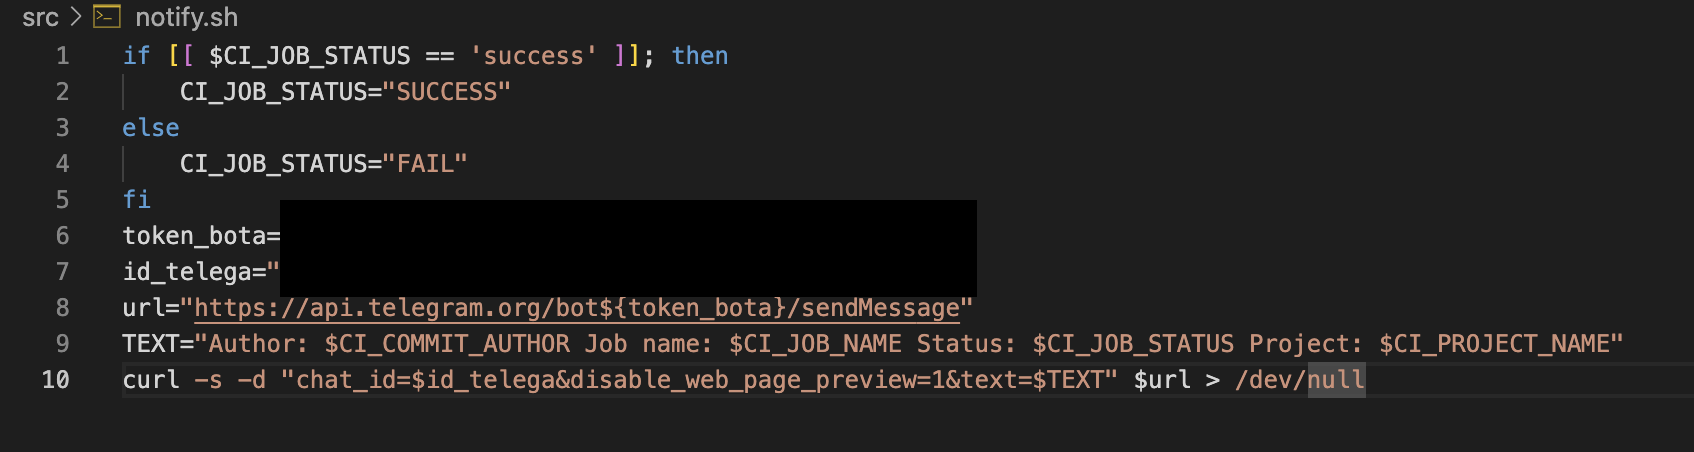 src > notify.sh
1 if [[ $CI_JOB_STATUS == 'success' ]]; then
2 CI_JOB_STATUS="SUCCESS"
3 else
4 CI_JOB_STATUS="FAIL"
5 fi
6 token_bota=
7 id_telega="
8 url="https://api.telegram.org/bot${token_bota}/sendMessage"
9 TEXT="Author: $CI_COMMIT_AUTHOR Job name: $CI_JOB_NAME Status: $CI_JOB_STATUS Project: $CI_PROJECT_NAME"
10 curl -s -d "chat_id=$id_telega&disable_web_page_preview=1&text=$TEXT" $url > /dev/null